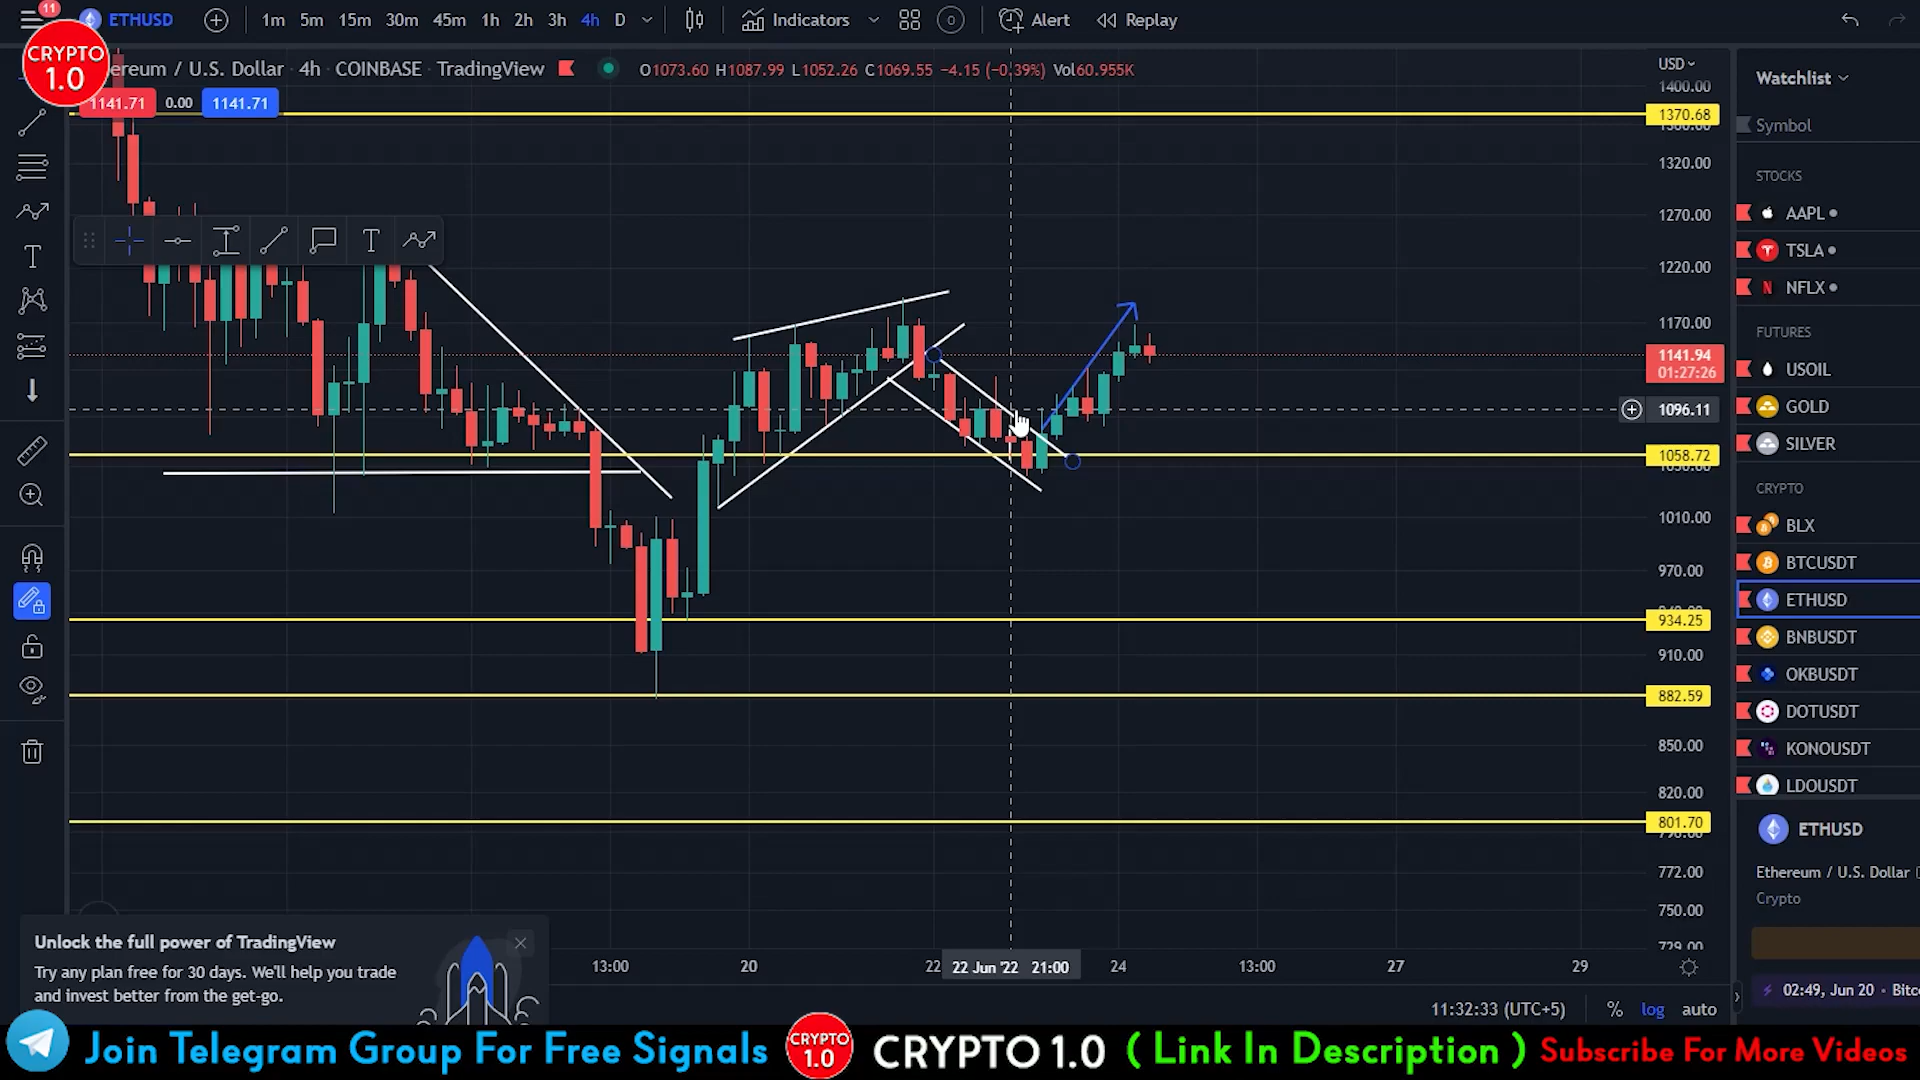 11
ETHUSD
1m 5m 15m 30m 45m 1h 2h 3h 4h D
Indicators
Alert
Replay
CRYPTO
1.0
ereum / U.S. Dollar · 4h · COINBASE · TradingView
O1073.60 H1087.99 L1052.26 C1069.55 −4.15 (−0.39%) Vol60.955K
1141.71 0.00 1141.71
USD
1400.00
1370.68
1320.00
1270.00
1220.00
1170.00
1141.94
01:27:26
1096.11
1058.72
1010.00
970.00
934.25
910.00
882.59
850.00
820.00
801.70
772.00
750.00
729.00
13:00 20 22 22 Jun '22 21:00 24 13:00 27 29
11:32:33 (UTC+5) % log auto
Watchlist
Symbol
STOCKS
AAPL
TSLA
NFLX
FUTURES
USOIL
GOLD
SILVER
CRYPTO
BLX
BTCUSDT
ETHUSD
BNBUSDT
OKBUSDT
DOTUSDT
KONOUSDT
LDOUSDT
ETHUSD
Ethereum / U.S. Dollar
Crypto
02:49, Jun 20 · Bitc
Unlock the full power of TradingView
Try any plan free for 30 days. We'll help you trade
and invest better from the get-go.
Join Telegram Group For Free Signals CRYPTO 1.0 CRYPTO 1.0 ( Link In Description ) Subscribe For More Videos